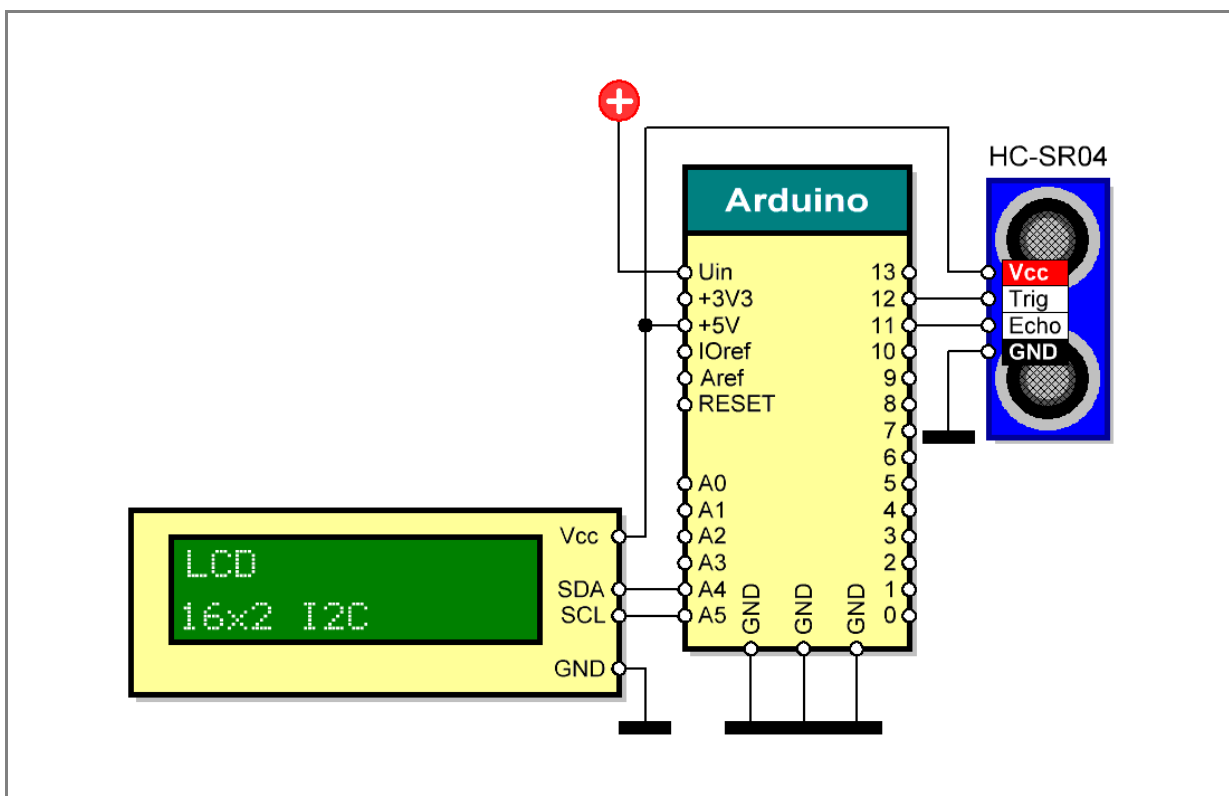 HC-SR04
Arduino
Uin
+3V3
+5V
IOref
Aref
RESET
A0
A1
A2
A3
A4
A5
13
12
11
10
9
8
7
6
5
4
3
2
1
0
GND
GND
GND
Vcc
Trig
Echo
GND
LCD
16x2 I2C
Vcc
SDA
SCL
GND